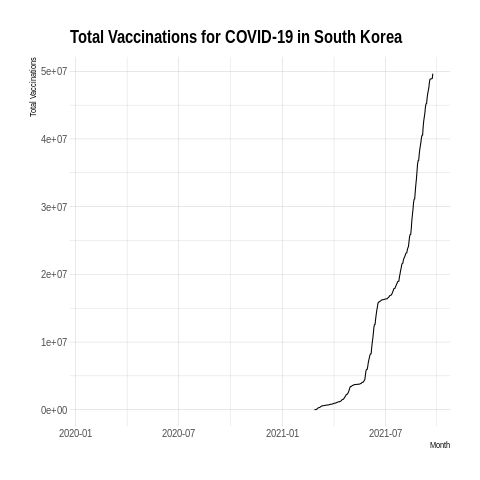 Total Vaccinations for COVID-19 in South Korea
Total Vaccinations
5e+07
4e+07
3e+07
2e+07
1e+07
0e+00
2020-01 2020-07 2021-01 2021-07
Month